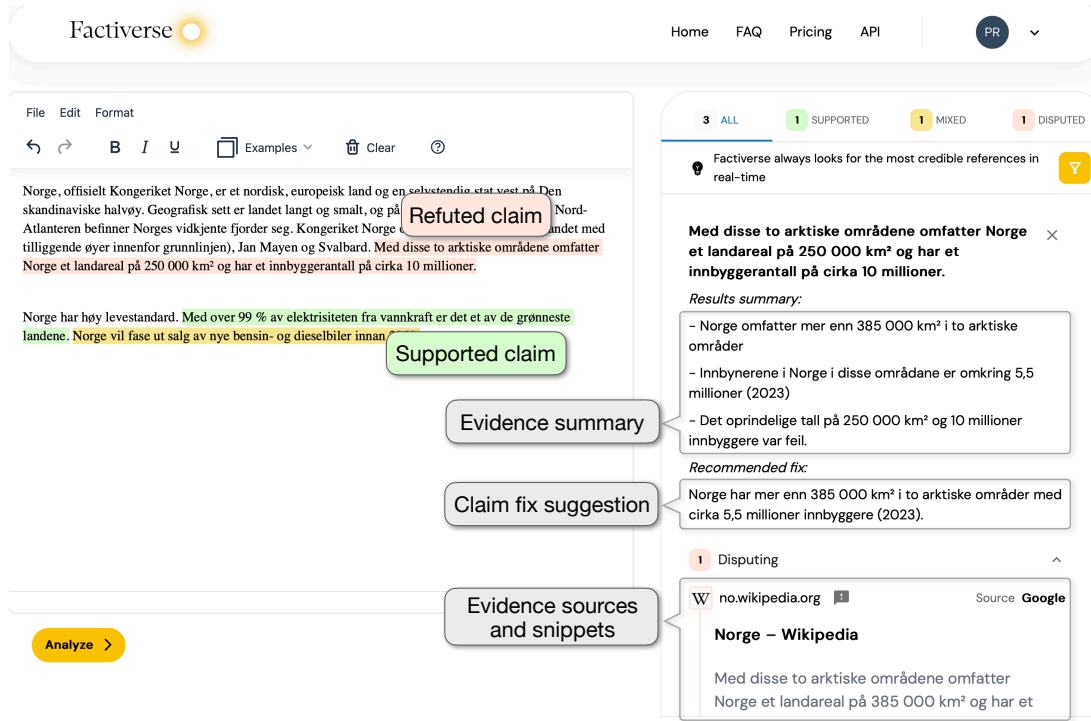 Factiverse
Home FAQ Pricing API PR
File Edit Format
B I U Examples Clear
Norge, offisielt Kongeriket Norge, er et nordisk, europeisk land og en selvstendig stat vest på Den
skandinaviske halvøy. Geografisk sett er landet langt og smalt, og på Nord-
Atlanteren befinner Norges vidkjente fjorder seg. Kongeriket Norge andet med
tilliggende øyer innenfor grunnlinjen), Jan Mayen og Svalbard. Med disse to arktiske områdene omfatter
Norge et landareal på 250 000 km² og har et innbyggerantall på cirka 10 millioner.
Refuted claim
Norge har høy levestandard. Med over 99 % av elektrisiteten fra vannkraft er det et av de grønneste
landene. Norge vil fase ut salg av nye bensin- og dieselbiler innan
Supported claim
Evidence summary
Claim fix suggestion
Evidence sources
and snippets
Analyze
3 ALL 1 SUPPORTED 1 MIXED 1 DISPUTED
Factiverse always looks for the most credible references in
real-time
Med disse to arktiske områdene omfatter Norge
et landareal på 250 000 km² og har et
innbyggerantall på cirka 10 millioner.
Results summary:
- Norge omfatter mer enn 385 000 km² i to arktiske
områder
- Innbynerene i Norge i disse områdane er omkring 5,5
millioner (2023)
- Det oprindelige tall på 250 000 km² og 10 millioner
innbyggere var feil.
Recommended fix:
Norge har mer enn 385 000 km² i to arktiske områder med
cirka 5,5 millioner innbyggere (2023).
1 Disputing
W no.wikipedia.org Source Google
Norge – Wikipedia
Med disse to arktiske områdene omfatter
Norge et landareal på 385 000 km² og har et